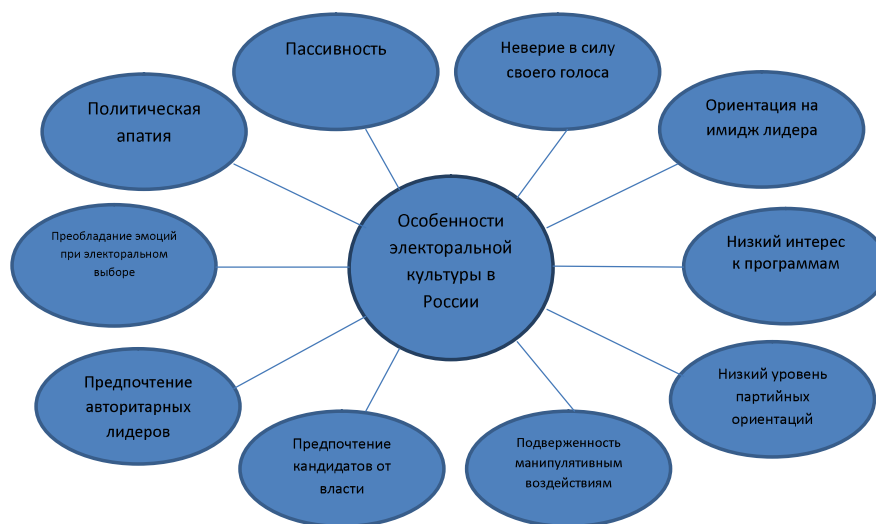 Пассивность
Неверие в силу
своего голоса
Политическая
апатия
Ориентация на
имидж лидера
Преобладание эмоций
при электоральном
выборе
Особенности
электоральной
культуры в
России
Низкий интерес
к программам
Предпочтение
авторитарных
лидеров
Низкий уровень
партийных
ориентаций
Предпочтение
кандидатов от
власти
Подверженность
манипулятивным
воздействиям